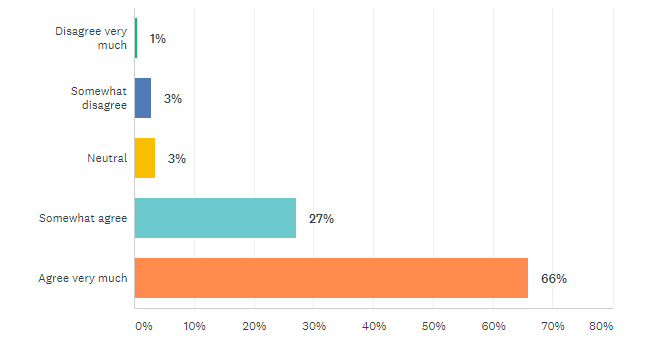 Disagree very
much
1%
Somewhat
disagree
3%
Neutral
3%
Somewhat agree
27%
Agree very much
66%
0% 10% 20% 30% 40% 50% 60% 70% 80%